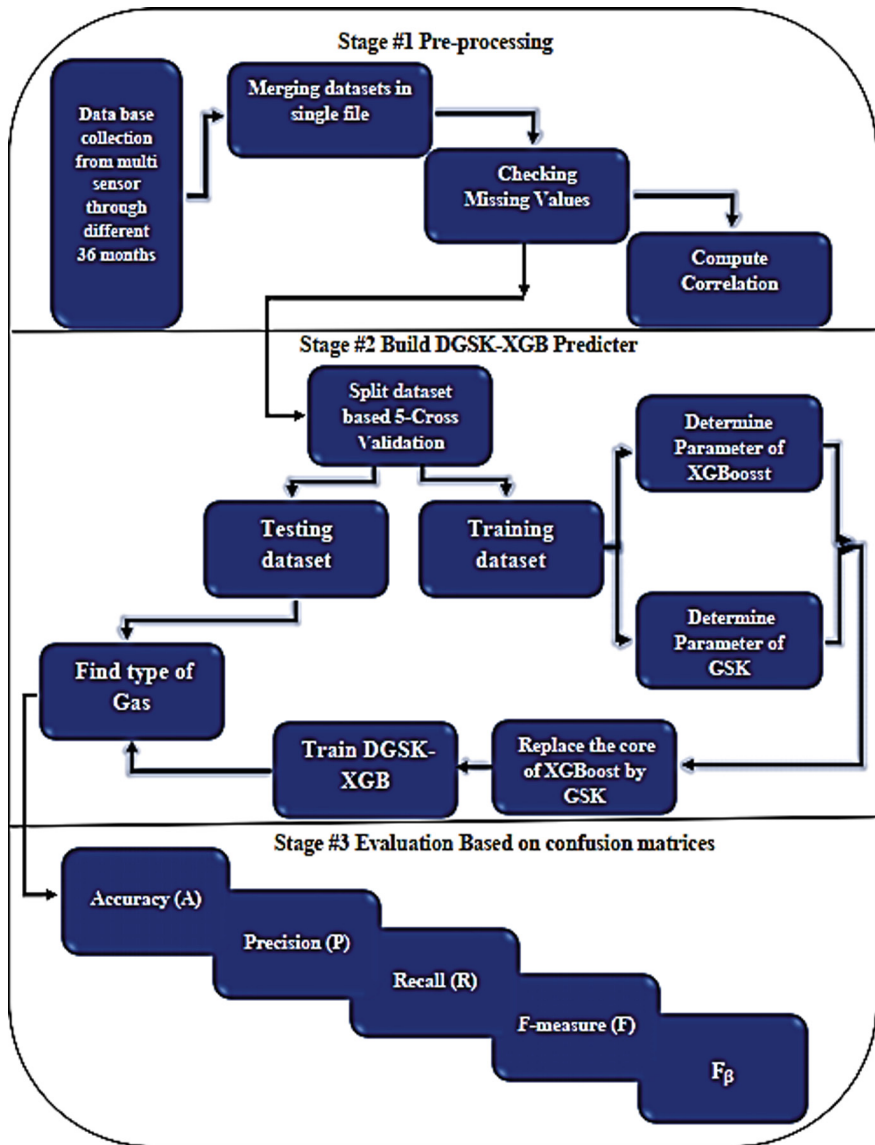 Stage #1 Pre-processing
Data base
collection
from multi
sensor
through
different
36 months
Merging datasets in
single file
Checking
Missing Values
Compute
Correlation
Stage #2 Build DGSK-XGB Predicter
Split dataset
based 5-Cross
Validation
Determine
Parameter of
XGBoosst
Testing
dataset
Training
dataset
Determine
Parameter of
GSK
Find type of
Gas
Train DGSK-
XGB
Replace the core
of XGBoost by
GSK
Stage #3 Evaluation Based on confusion matrices
Accuracy (A)
Precision (P)
Recall (R)
F-measure (F)
Fβ